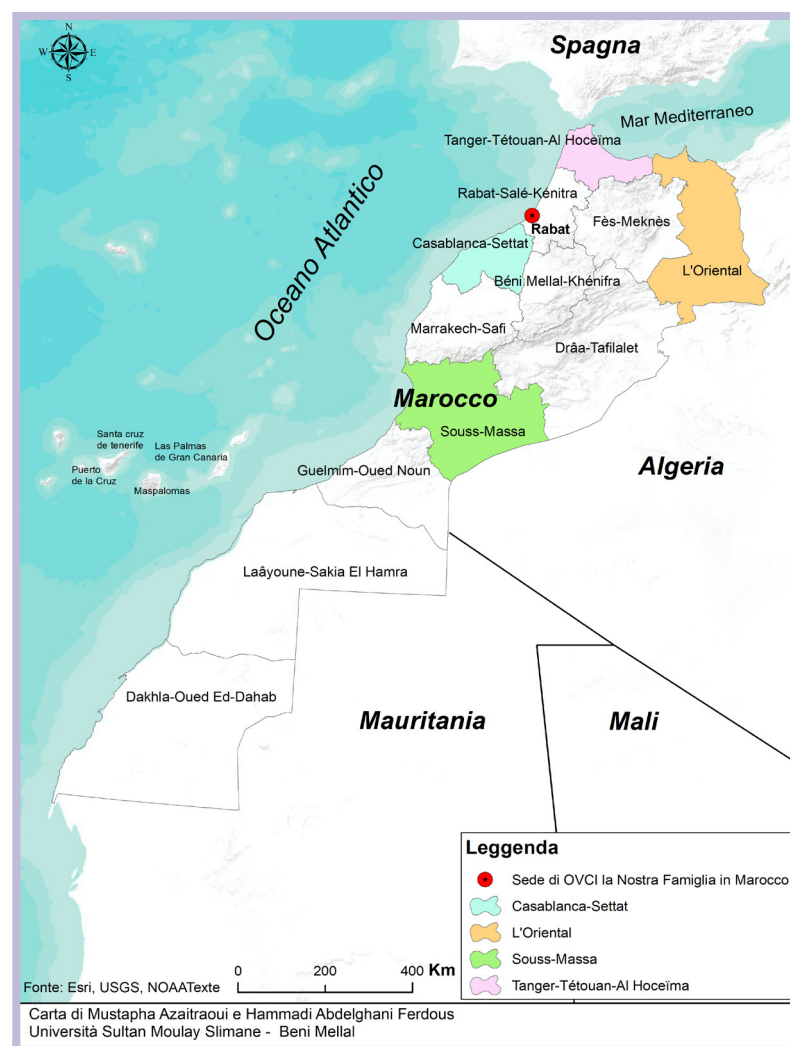 N
W E
S
Spagna
Mar Mediterraneo
Tanger-Tétouan-Al Hoceïma
Oceano Atlantico
Rabat-Salé-Kénitra
Rabat
Fès-Meknès
Casablanca-Settat
L'Oriental
Béni Mellal-Khénifra
Marrakech-Safi
Drâa-Tafilalet
Marocco
Souss-Massa
Santa cruz
de tenerife
Las Palmas
de Gran Canaria
Puerto
de la Cruz
Maspalomas
Guelmim-Oued Noun
Algeria
Laâyoune-Sakia El Hamra
Dakhla-Oued Ed-Dahab
Mauritania
Mali
Leggenda
Sede di OVCI la Nostra Famiglia in Marocco
Casablanca-Settat
L'Oriental
Souss-Massa
Tanger-Tétouan-Al Hoceïma
0 200 400 Km
Fonte: Esri, USGS, NOAATexte
Carta di Mustapha Azaitraoui e Hammadi Abdelghani Ferdous
Università Sultan Moulay Slimane - Beni Mellal